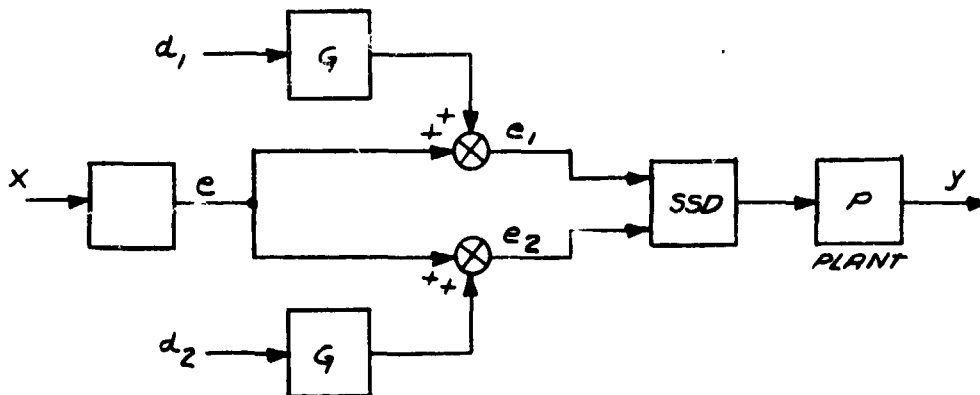 d1
G
+
+
e1
x
e
SSD
P
y
PLANT
e2
+
+
d2
G